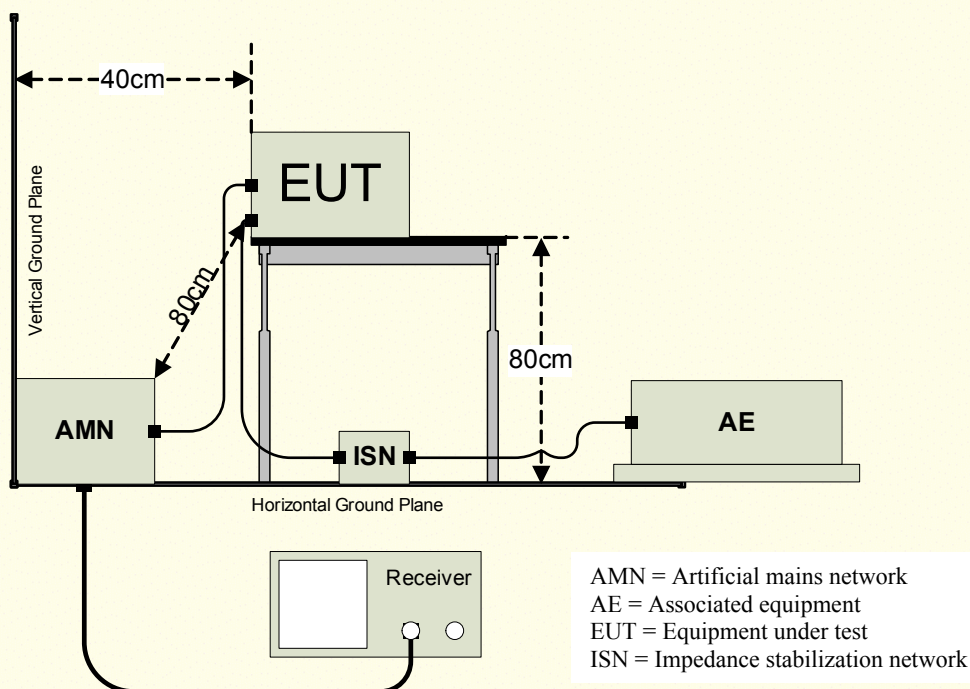 40cm
EUT
Vertical Ground Plane
80cm
80cm
AMN
ISN
AE
Horizontal Ground Plane
Receiver
AMN = Artificial mains network
AE = Associated equipment
EUT = Equipment under test
ISN = Impedance stabilization network